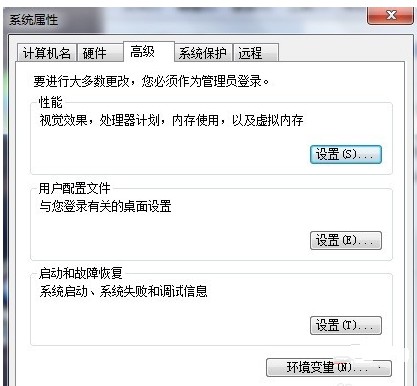 系统属性
计算机名 硬件 高级 系统保护 远程
要进行大多数更改，您必须作为管理员登录。
性能
视觉效果，处理器计划，内存使用，以及虚拟内存
设置(S)...
用户配置文件
与您登录有关的桌面设置
设置(E)...
启动和故障恢复
系统启动、系统失败和调试信息
设置(T)...
环境变量(N)...